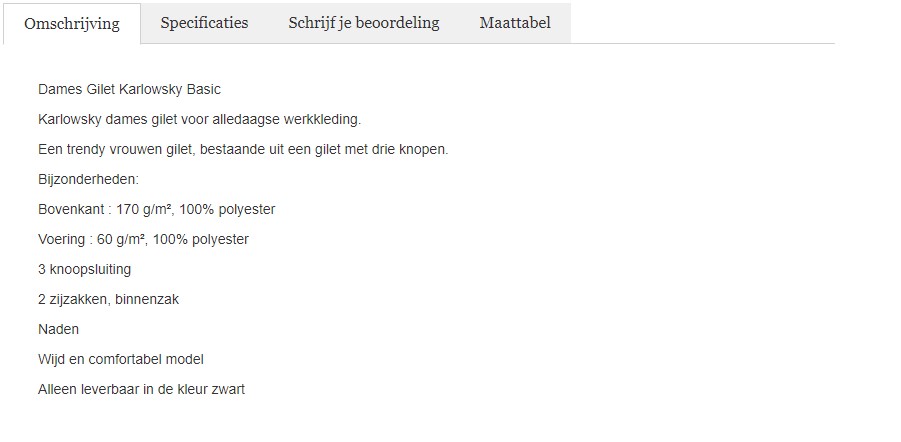 Omschrijving Specificaties Schrijf je beoordeling Maattabel
Dames Gilet Karlowsky Basic
Karlowsky dames gilet voor alledaagse werkkleding.
Een trendy vrouwen gilet, bestaande uit een gilet met drie knopen.
Bijzonderheden:
Bovenkant : 170 g/m², 100% polyester
Voering : 60 g/m², 100% polyester
3 knoopsluiting
2 zijzakken, binnenzak
Naden
Wijd en comfortabel model
Alleen leverbaar in de kleur zwart